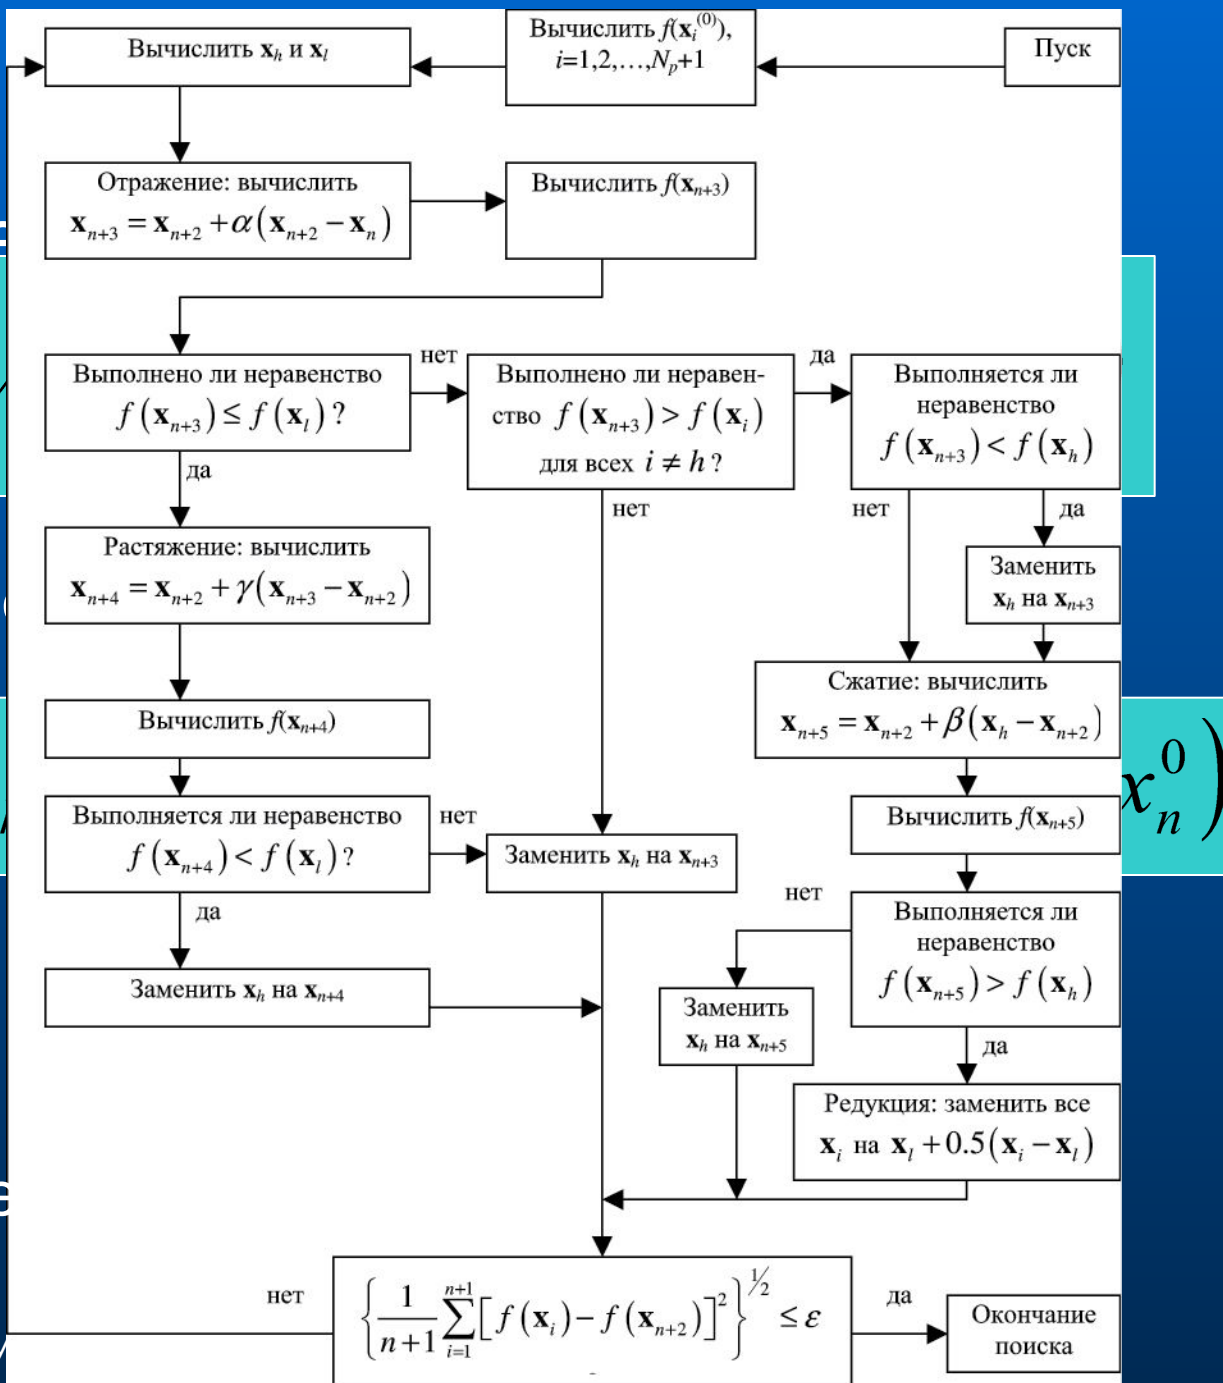 Вычислить x_h и x_l
Вычислить f(x_i^(0)),
i=1,2,…,N_p+1
Пуск
Отражение: вычислить
x_{n+3} = x_{n+2} + α(x_{n+2} − x_n)
Вычислить f(x_{n+3})
Выполнено ли неравенство
f(x_{n+3}) ≤ f(x_l) ?
нет
Выполнено ли неравен-
ство f(x_{n+3}) > f(x_i)
для всех i ≠ h ?
да
Выполняется ли
неравенство
f(x_{n+3}) < f(x_h)
да
нет
нет
да
Растяжение: вычислить
x_{n+4} = x_{n+2} + γ(x_{n+3} − x_{n+2})
Заменить
x_h на x_{n+3}
Вычислить f(x_{n+4})
Сжатие: вычислить
x_{n+5} = x_{n+2} + β(x_h − x_{n+2})
x_n^0)
Выполняется ли неравенство
f(x_{n+4}) < f(x_l) ?
нет
Заменить x_h на x_{n+3}
Вычислить f(x_{n+5})
да
нет
Выполняется ли
неравенство
f(x_{n+5}) > f(x_h)
Заменить x_h на x_{n+4}
Заменить
x_h на x_{n+5}
да
Редукция: заменить все
x_i на x_l + 0.5(x_i − x_l)
нет
{1/(n+1) ∑_{i=1}^{n+1} [f(x_i) − f(x_{n+2})]^2}^{1/2} ≤ ε
да
Окончание
поиска